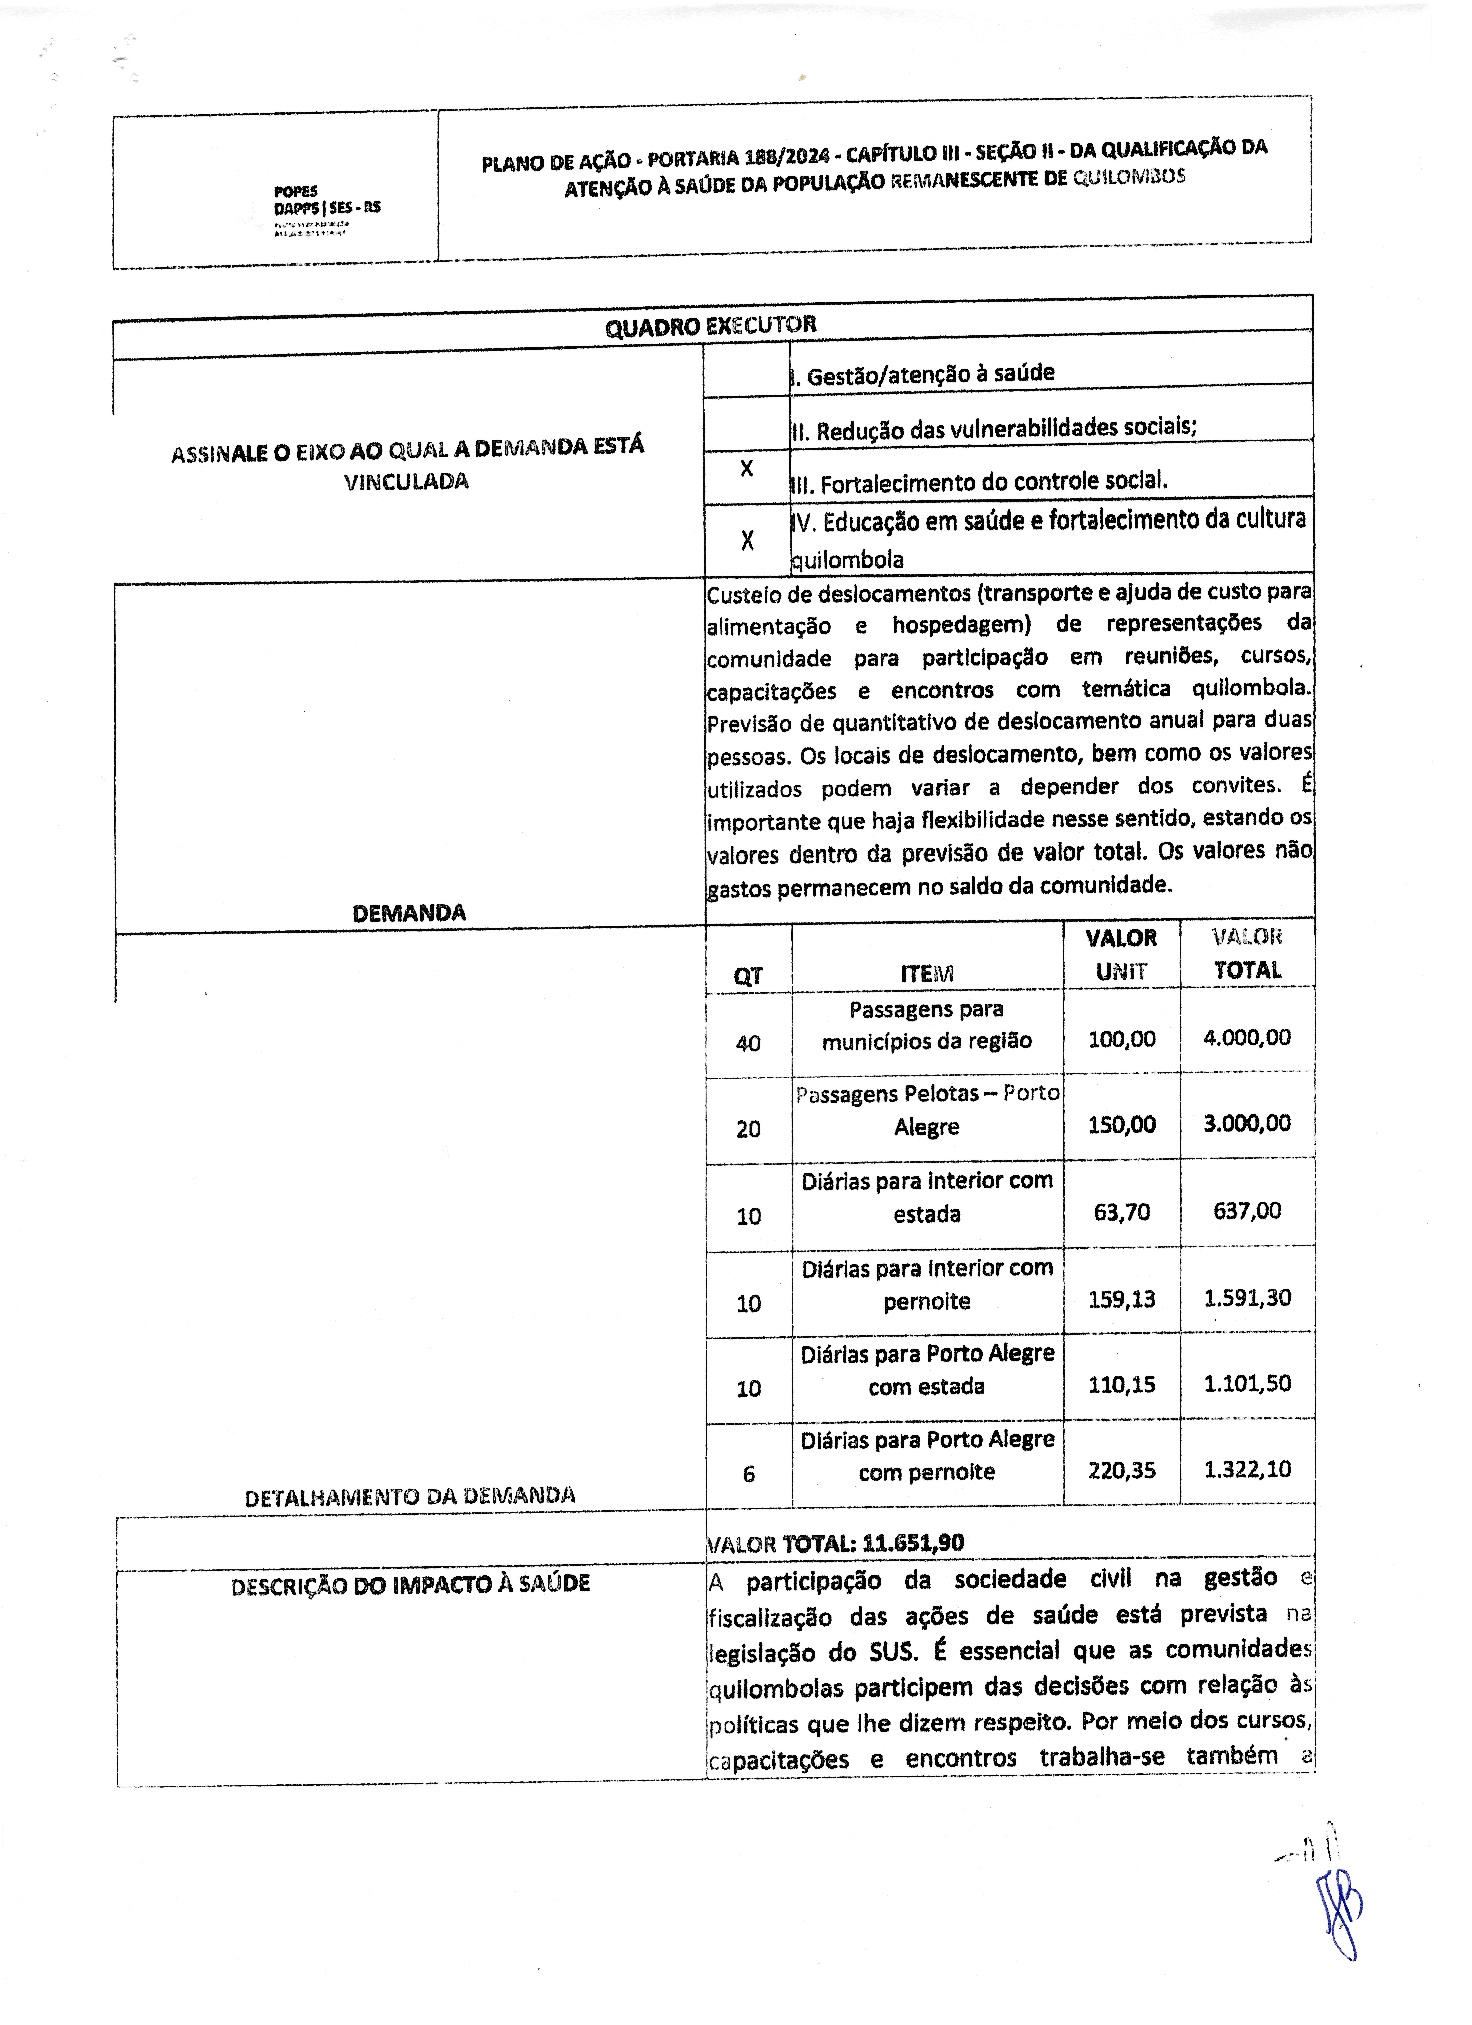 POPES
DAPPS | SES - RS
PLANO DE AÇÃO - PORTARIA 188/2024 - CAPÍTULO III - SEÇÃO II - DA QUALIFICAÇÃO DA
ATENÇÃO À SAÚDE DA POPULAÇÃO REMANESCENTE DE QUILOMBOS
QUADRO EXECUTOR
ASSINALE O EIXO AO QUAL A DEMANDA ESTÁ
VINCULADA
I. Gestão/atenção à saúde
II. Redução das vulnerabilidades sociais;
X III. Fortalecimento do controle social.
X IV. Educação em saúde e fortalecimento da cultura
quilombola
DEMANDA
Custeio de deslocamentos (transporte e ajuda de custo para
alimentação e hospedagem) de representações da
comunidade para participação em reuniões, cursos,
capacitações e encontros com temática quilombola.
Previsão de quantitativo de deslocamento anual para duas
pessoas. Os locais de deslocamento, bem como os valores
utilizados podem variar a depender dos convites. É
importante que haja flexibilidade nesse sentido, estando os
valores dentro da previsão de valor total. Os valores não
gastos permanecem no saldo da comunidade.
DETALHAMENTO DA DEMANDA
VALOR VALOR
QT ITEM UNIT TOTAL
Passagens para
40 municípios da região 100,00 4.000,00
Passagens Pelotas – Porto
20 Alegre 150,00 3.000,00
Diárias para interior com
10 estada 63,70 637,00
Diárias para interior com
10 pernoite 159,13 1.591,30
Diárias para Porto Alegre
10 com estada 110,15 1.101,50
Diárias para Porto Alegre
6 com pernoite 220,35 1.322,10
VALOR TOTAL: 11.651,90
DESCRIÇÃO DO IMPACTO À SAÚDE
A participação da sociedade civil na gestão e
fiscalização das ações de saúde está prevista na
legislação do SUS. É essencial que as comunidades
quilombolas participem das decisões com relação às
políticas que lhe dizem respeito. Por meio dos cursos,
capacitações e encontros trabalha-se também a